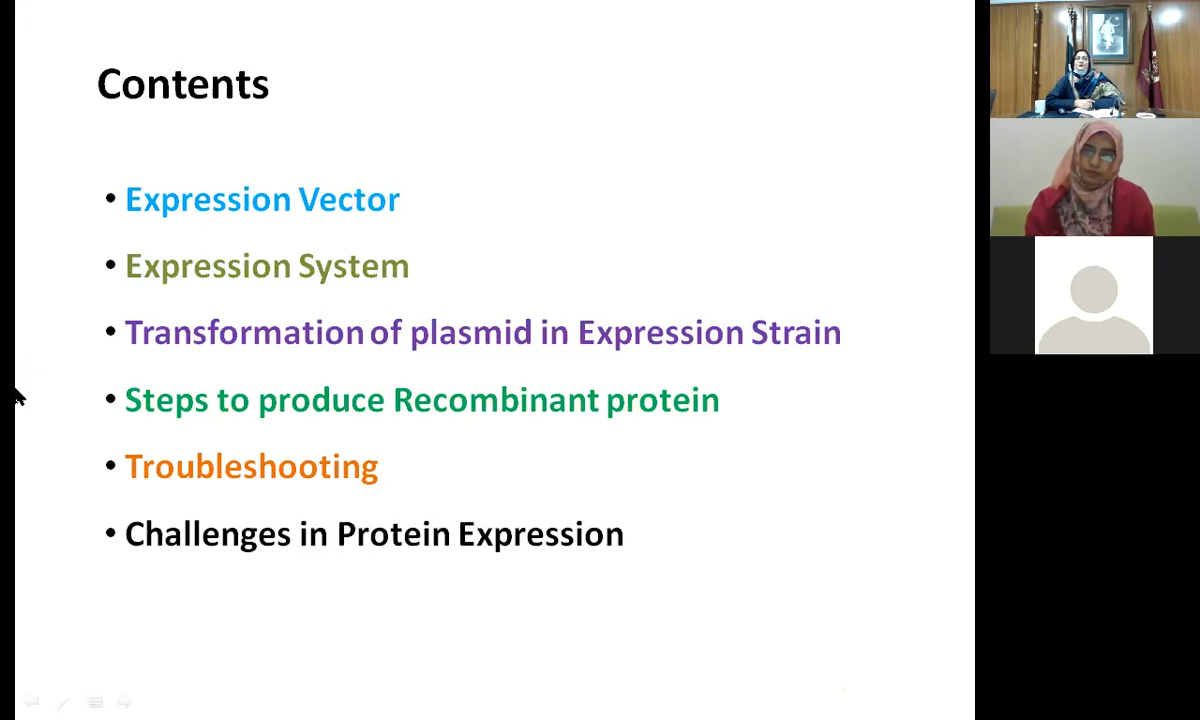 Contents
• Expression Vector
• Expression System
• Transformation of plasmid in Expression Strain
• Steps to produce Recombinant protein
• Troubleshooting
• Challenges in Protein Expression